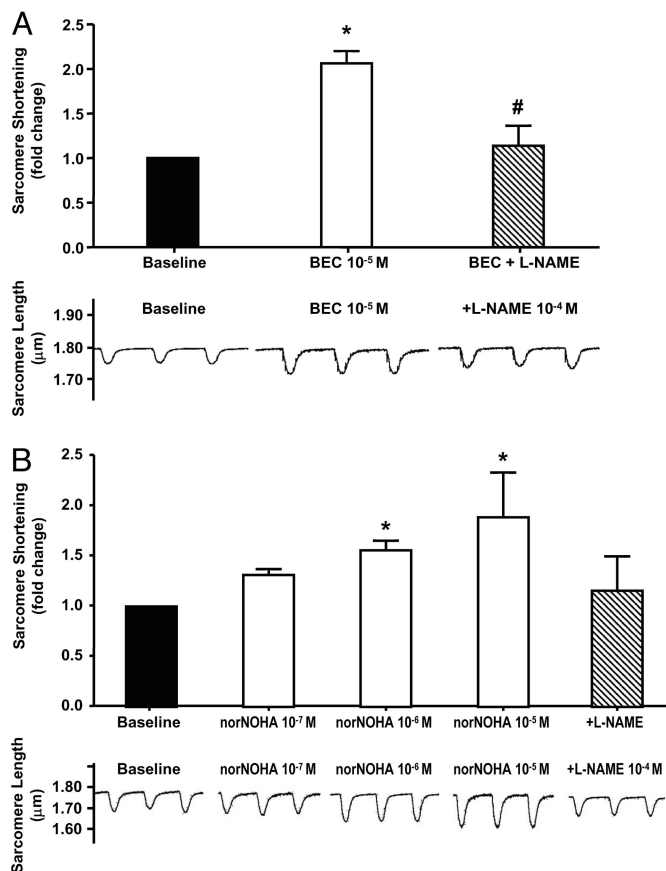 A
Sarcomere Shortening
(fold change)
2.5
2.0
1.5
1.0
0.5
0.0
*
#
Baseline
BEC 10⁻⁵ M
BEC + L-NAME
Sarcomere Length
(μm)
1.90
1.80
1.70
Baseline
BEC 10⁻⁵ M
+L-NAME 10⁻⁴ M
B
Sarcomere Shortening
(fold change)
2.5
2.0
1.5
1.0
0.5
0.0
*
*
Baseline
norNOHA 10⁻⁷ M
norNOHA 10⁻⁶ M
norNOHA 10⁻⁵ M
+L-NAME
Sarcomere Length
(μm)
1.80
1.70
1.60
Baseline
norNOHA 10⁻⁷ M
norNOHA 10⁻⁶ M
norNOHA 10⁻⁵ M
+L-NAME 10⁻⁴ M